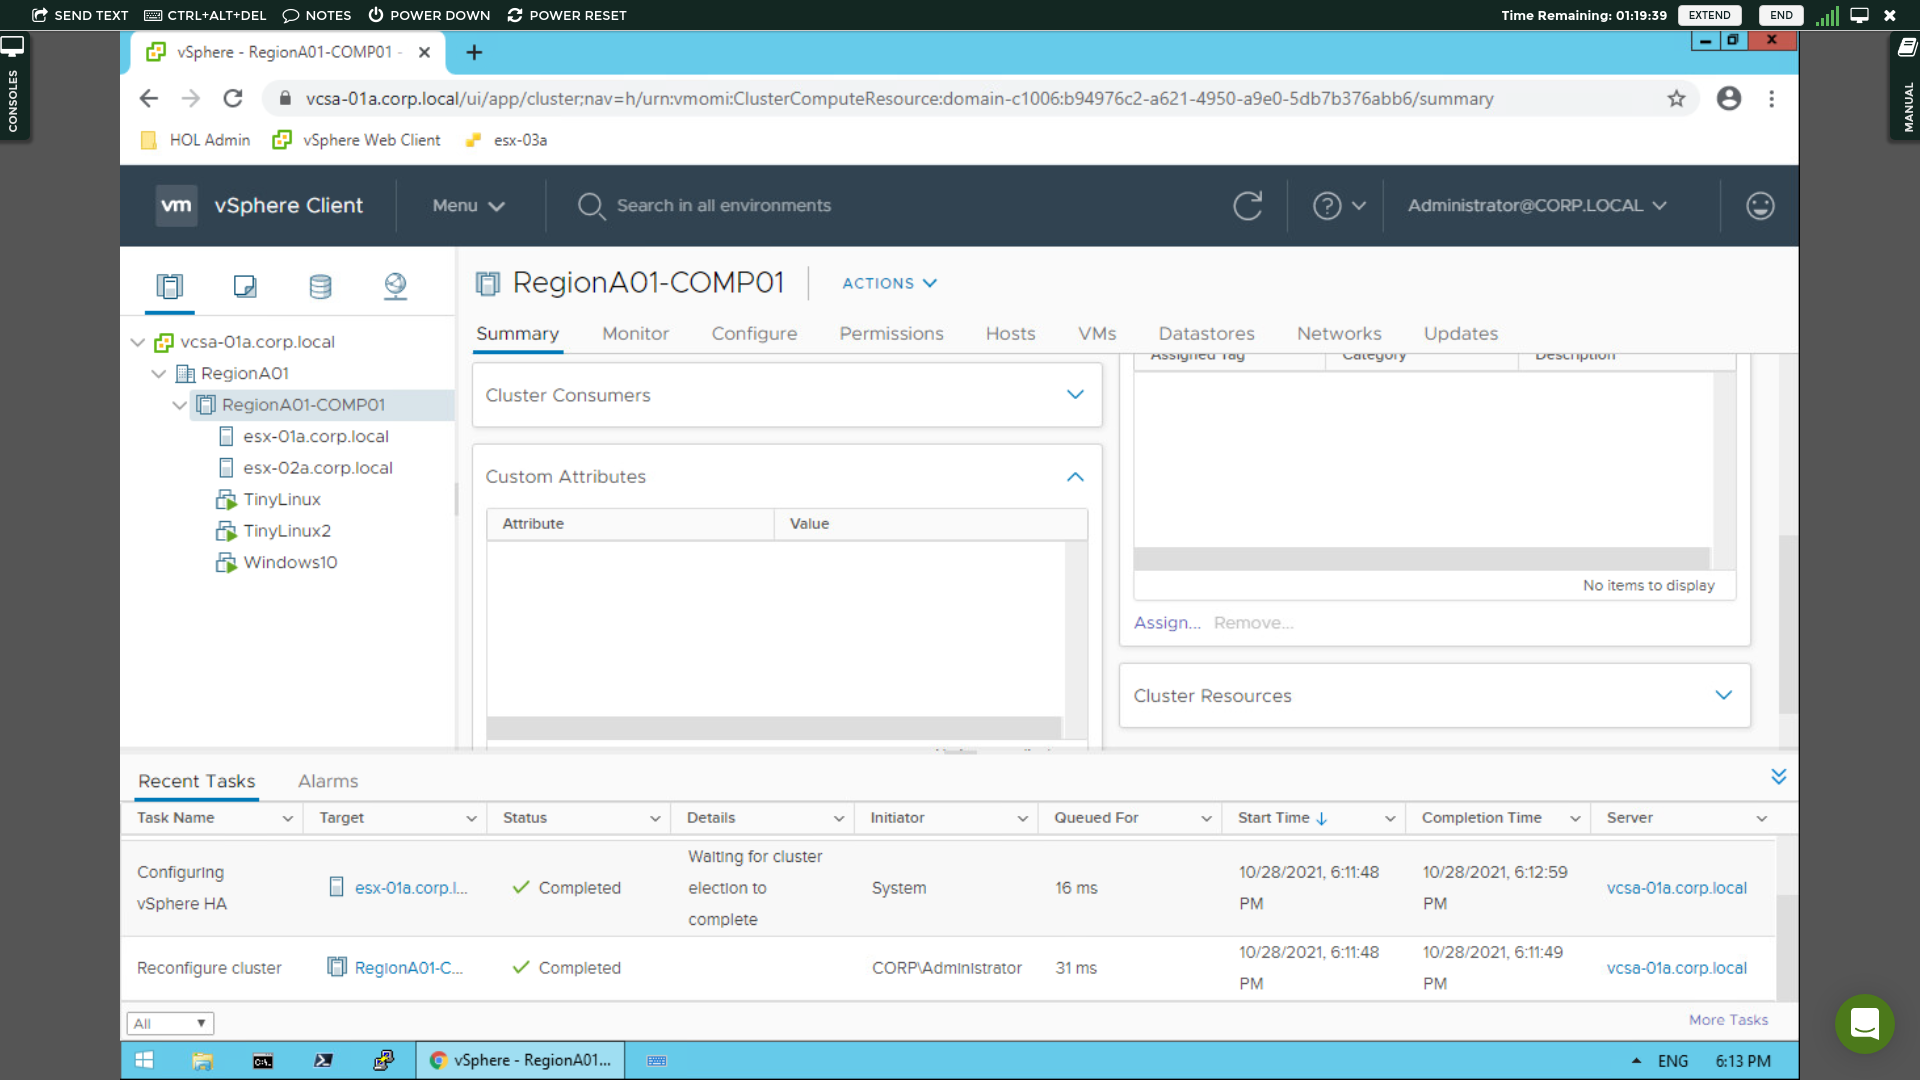 SEND TEXT CTRL+ALT+DEL NOTES POWER DOWN POWER RESET Time Remaining: 01:19:39 EXTEND END
CONSOLES
MANUAL
vSphere - RegionA01-COMP01 -
vcsa-01a.corp.local/ui/app/cluster;nav=h/urn:vmomi:ClusterComputeResource:domain-c1006:b94976c2-a621-4950-a9e0-5db7b376abb6/summary
HOL Admin vSphere Web Client esx-03a
vm vSphere Client Menu Search in all environments Administrator@CORP.LOCAL
RegionA01-COMP01 ACTIONS
Summary Monitor Configure Permissions Hosts VMs Datastores Networks Updates
vcsa-01a.corp.local
RegionA01
RegionA01-COMP01
esx-01a.corp.local
esx-02a.corp.local
TinyLinux
TinyLinux2
Windows10
Cluster Consumers
Custom Attributes
Attribute Value
Assigned Tag Category Description
No items to display
Assign... Remove...
Cluster Resources
Recent Tasks Alarms
Task Name Target Status Details Initiator Queued For Start Time Completion Time Server
Configuring
vSphere HA
esx-01a.corp.l...
Completed
Waiting for cluster
election to
complete
System
16 ms
10/28/2021, 6:11:48
PM
10/28/2021, 6:12:59
PM
vcsa-01a.corp.local
Reconfigure cluster
RegionA01-C...
Completed
CORP\Administrator
31 ms
10/28/2021, 6:11:48
PM
10/28/2021, 6:11:49
PM
vcsa-01a.corp.local
All
More Tasks
vSphere - RegionA01...
ENG 6:13 PM